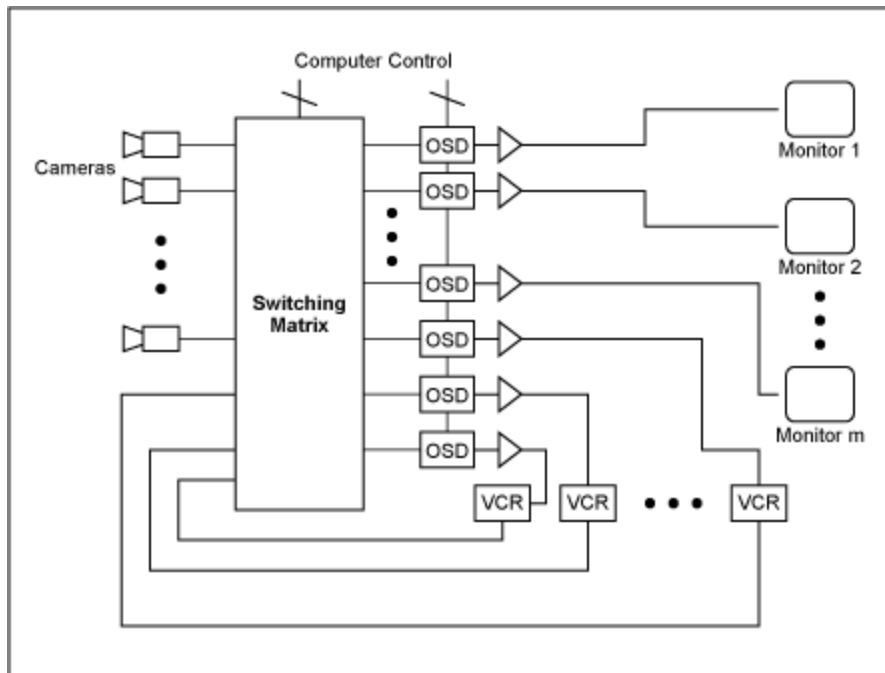 Computer Control
Cameras
Switching
Matrix
OSD
OSD
OSD
OSD
OSD
OSD
Monitor 1
Monitor 2
Monitor m
VCR
VCR
VCR